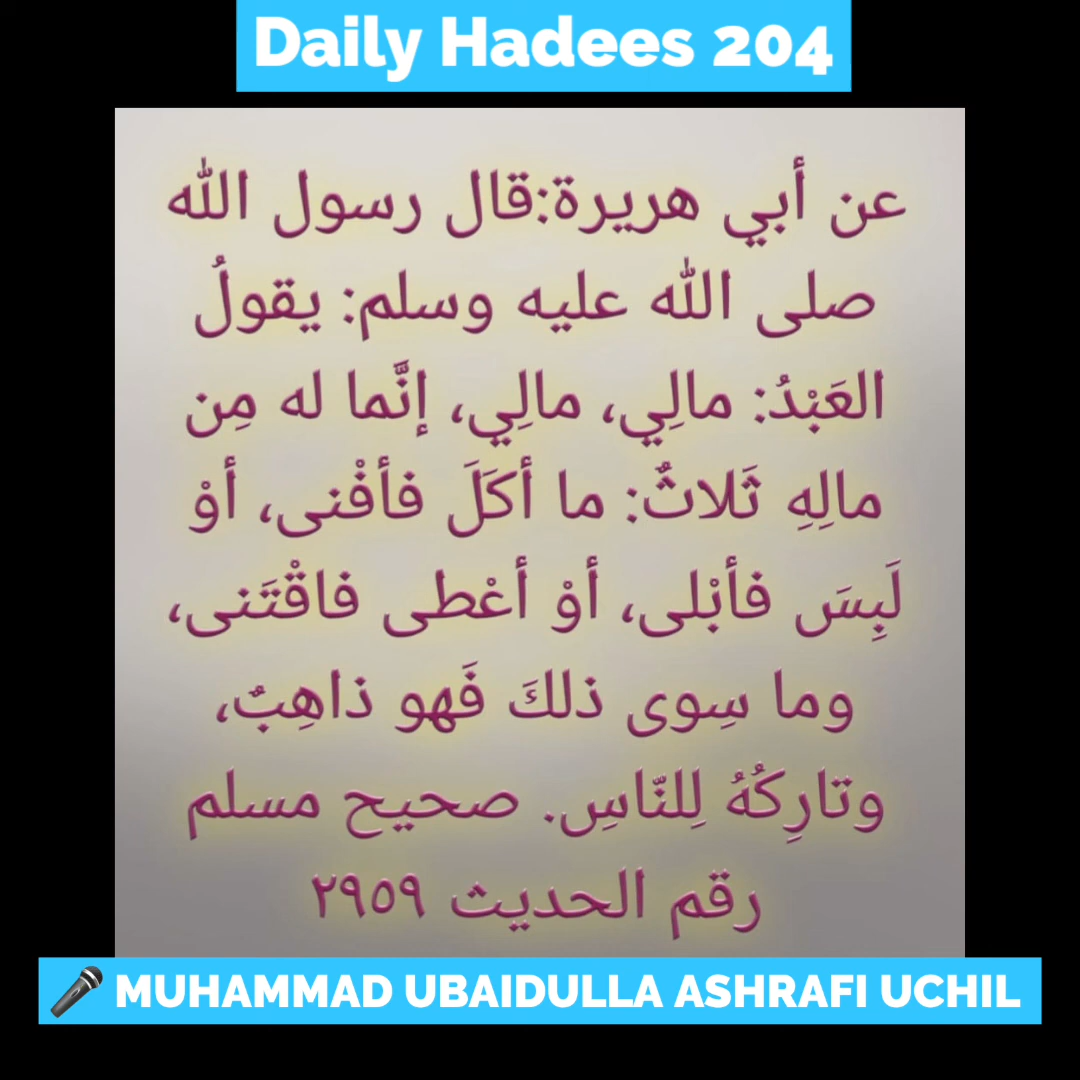 Daily Hadees 204
عن أبي هريرة:قال رسول الله
صلى الله عليه وسلم: يقولُ
العَبْدُ: مالِي، مالِي، إنَّما له مِن
مالِهِ ثَلاثٌ: ما أكَلَ فأفْنى، أوْ
لَبِسَ فأبْلى، أوْ أعْطى فاقْتَنى،
وما سِوى ذلكَ فَهو ذاهِبٌ،
وتارِكُهُ لِلنّاسِ. صحيح مسلم
رقم الحديث ٢٩٥٩
MUHAMMAD UBAIDULLA ASHRAFI UCHIL